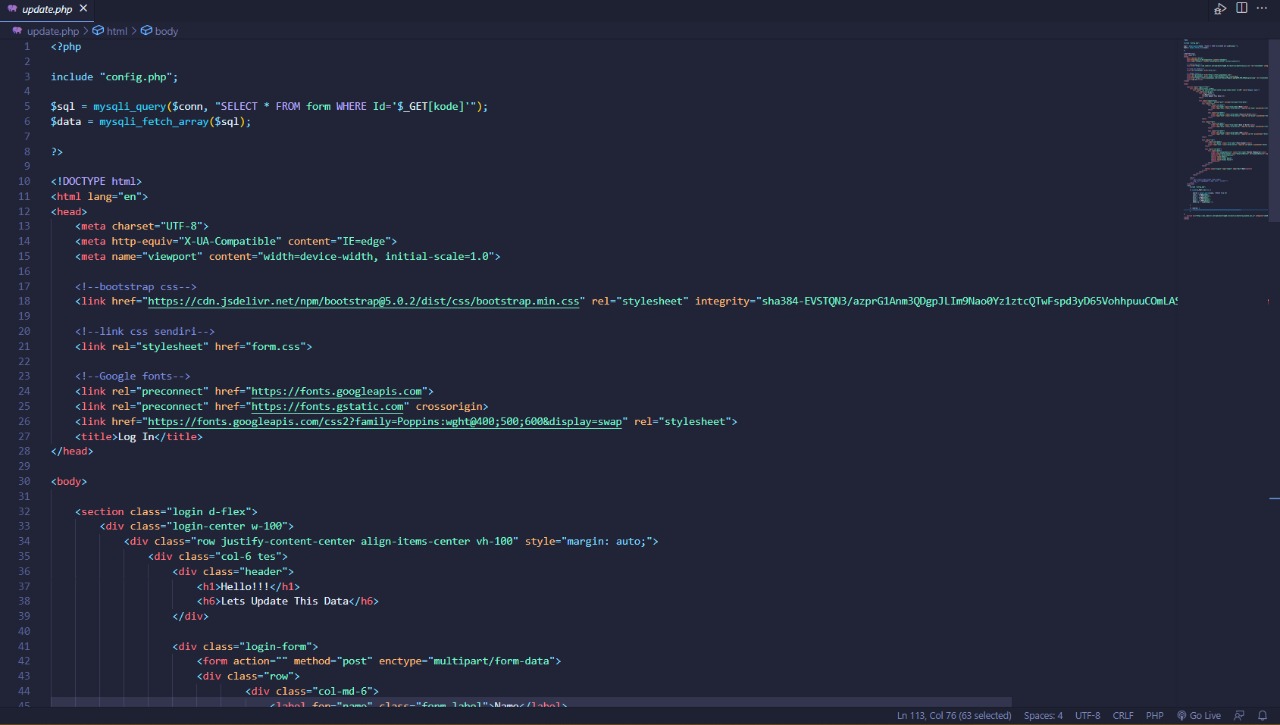 update.php ×
update.php > html > body
1 <?php
2
3 include "config.php";
4
5 $sql = mysqli_query($conn, "SELECT * FROM form WHERE Id='$_GET[kode]'");
6 $data = mysqli_fetch_array($sql);
7
8 ?>
9
10 <!DOCTYPE html>
11 <html lang="en">
12 <head>
13 <meta charset="UTF-8">
14 <meta http-equiv="X-UA-Compatible" content="IE=edge">
15 <meta name="viewport" content="width=device-width, initial-scale=1.0">
16
17 <!--bootstrap css-->
18 <link href="https://cdn.jsdelivr.net/npm/bootstrap@5.0.2/dist/css/bootstrap.min.css" rel="stylesheet" integrity="sha384-EVSTQN3/azprG1Anm3QDgpJLIm9Nao0Yz1ztcQTwFspd3yD65VohhpuuCOmLAS
19
20 <!--link css sendiri-->
21 <link rel="stylesheet" href="form.css">
22
23 <!--Google fonts-->
24 <link rel="preconnect" href="https://fonts.googleapis.com">
25 <link rel="preconnect" href="https://fonts.gstatic.com" crossorigin>
26 <link href="https://fonts.googleapis.com/css2?family=Poppins:wght@400;500;600&display=swap" rel="stylesheet">
27 <title>Log In</title>
28 </head>
29
30 <body>
31
32 <section class="login d-flex">
33 <div class="login-center w-100">
34 <div class="row justify-content-center align-items-center vh-100" style="margin: auto;">
35 <div class="col-6 tes">
36 <div class="header">
37 <h1>Hello!!!</h1>
38 <h6>Lets Update This Data</h6>
39 </div>
40
41 <div class="login-form">
42 <form action="" method="post" enctype="multipart/form-data">
43 <div class="row">
44 <div class="col-md-6">
45 <label for="name" class="form-label">Name</label>
Ln 113, Col 76 (63 selected) Spaces: 4 UTF-8 CRLF PHP Go Live